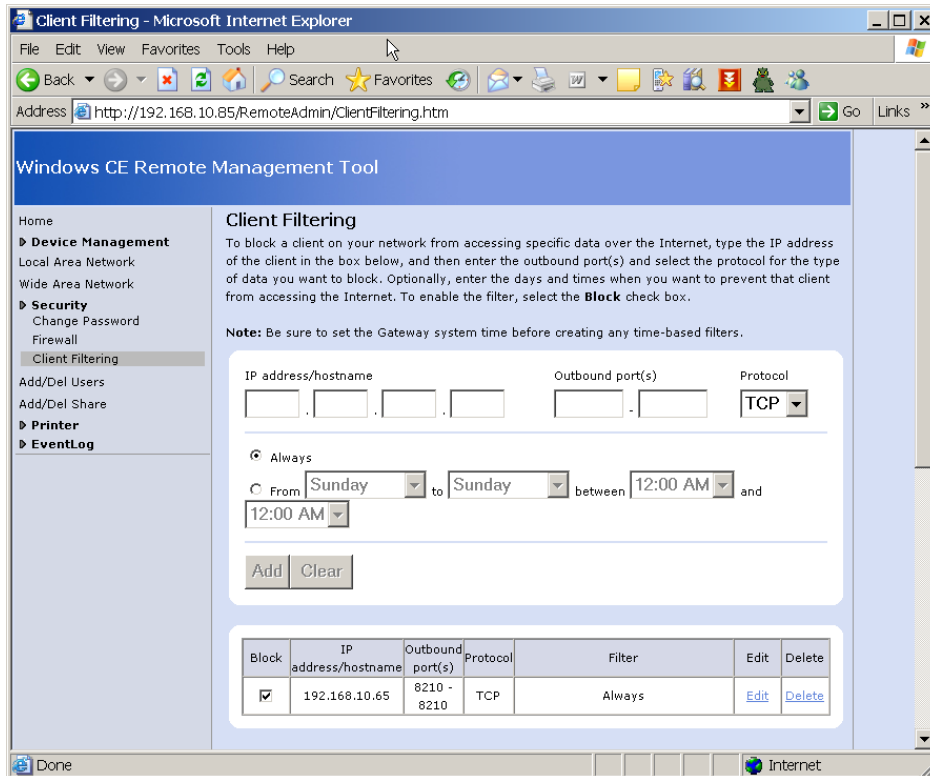 Client Filtering - Microsoft Internet Explorer
File Edit View Favorites Tools Help
Back Search Favorites
Address http://192.168.10.85/RemoteAdmin/ClientFiltering.htm Go Links »
Windows CE Remote Management Tool
Home
Device Management
Local Area Network
Wide Area Network
Security
Change Password
Firewall
Client Filtering
Add/Del Users
Add/Del Share
Printer
EventLog
Client Filtering
To block a client on your network from accessing specific data over the Internet, type the IP address
of the client in the box below, and then enter the outbound port(s) and select the protocol for the type
of data you want to block. Optionally, enter the days and times when you want to prevent that client
from accessing the Internet. To enable the filter, select the Block check box.
Note: Be sure to set the Gateway system time before creating any time-based filters.
IP address/hostname Outbound port(s) Protocol
. . . - TCP
Always
From Sunday to Sunday between 12:00 AM and
12:00 AM
Add Clear
Block IP address/hostname Outbound port(s) Protocol Filter Edit Delete
192.168.10.65 8210 - 8210 TCP Always Edit Delete
Done Internet